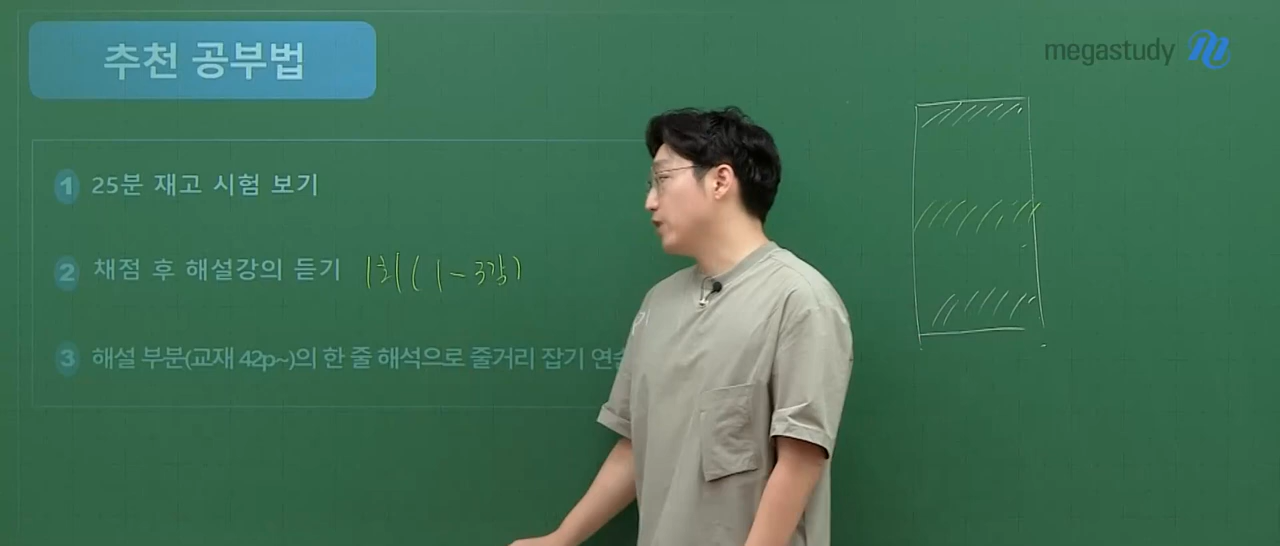 추천 공부법
megastudy
1 25분 재고 시험 보기
2 채점 후 해설강의 듣기 1회 (1-3강)
3 해설 부분(교재 42p~)의 한 줄 해석으로 줄거리 잡기